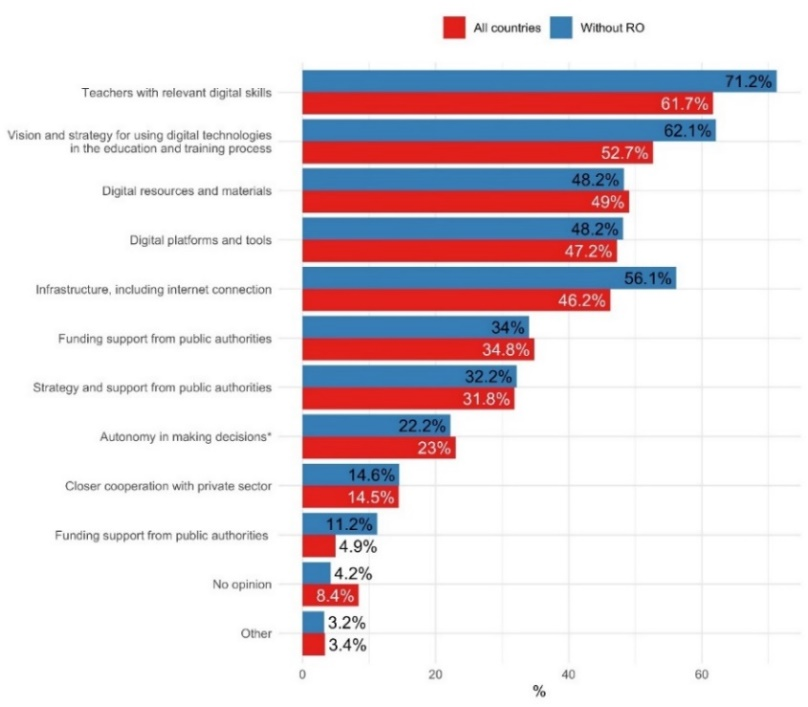 All countries Without RO
Teachers with relevant digital skills
71.2%
61.7%
Vision and strategy for using digital technologies
in the education and training process
62.1%
52.7%
Digital resources and materials
48.2%
49%
Digital platforms and tools
48.2%
47.2%
Infrastructure, including internet connection
56.1%
46.2%
Funding support from public authorities
34%
34.8%
Strategy and support from public authorities
32.2%
31.8%
Autonomy in making decisions*
22.2%
23%
Closer cooperation with private sector
14.6%
14.5%
Funding support from public authorities
11.2%
4.9%
No opinion
4.2%
8.4%
Other
3.2%
3.4%
0 20 40 60
%